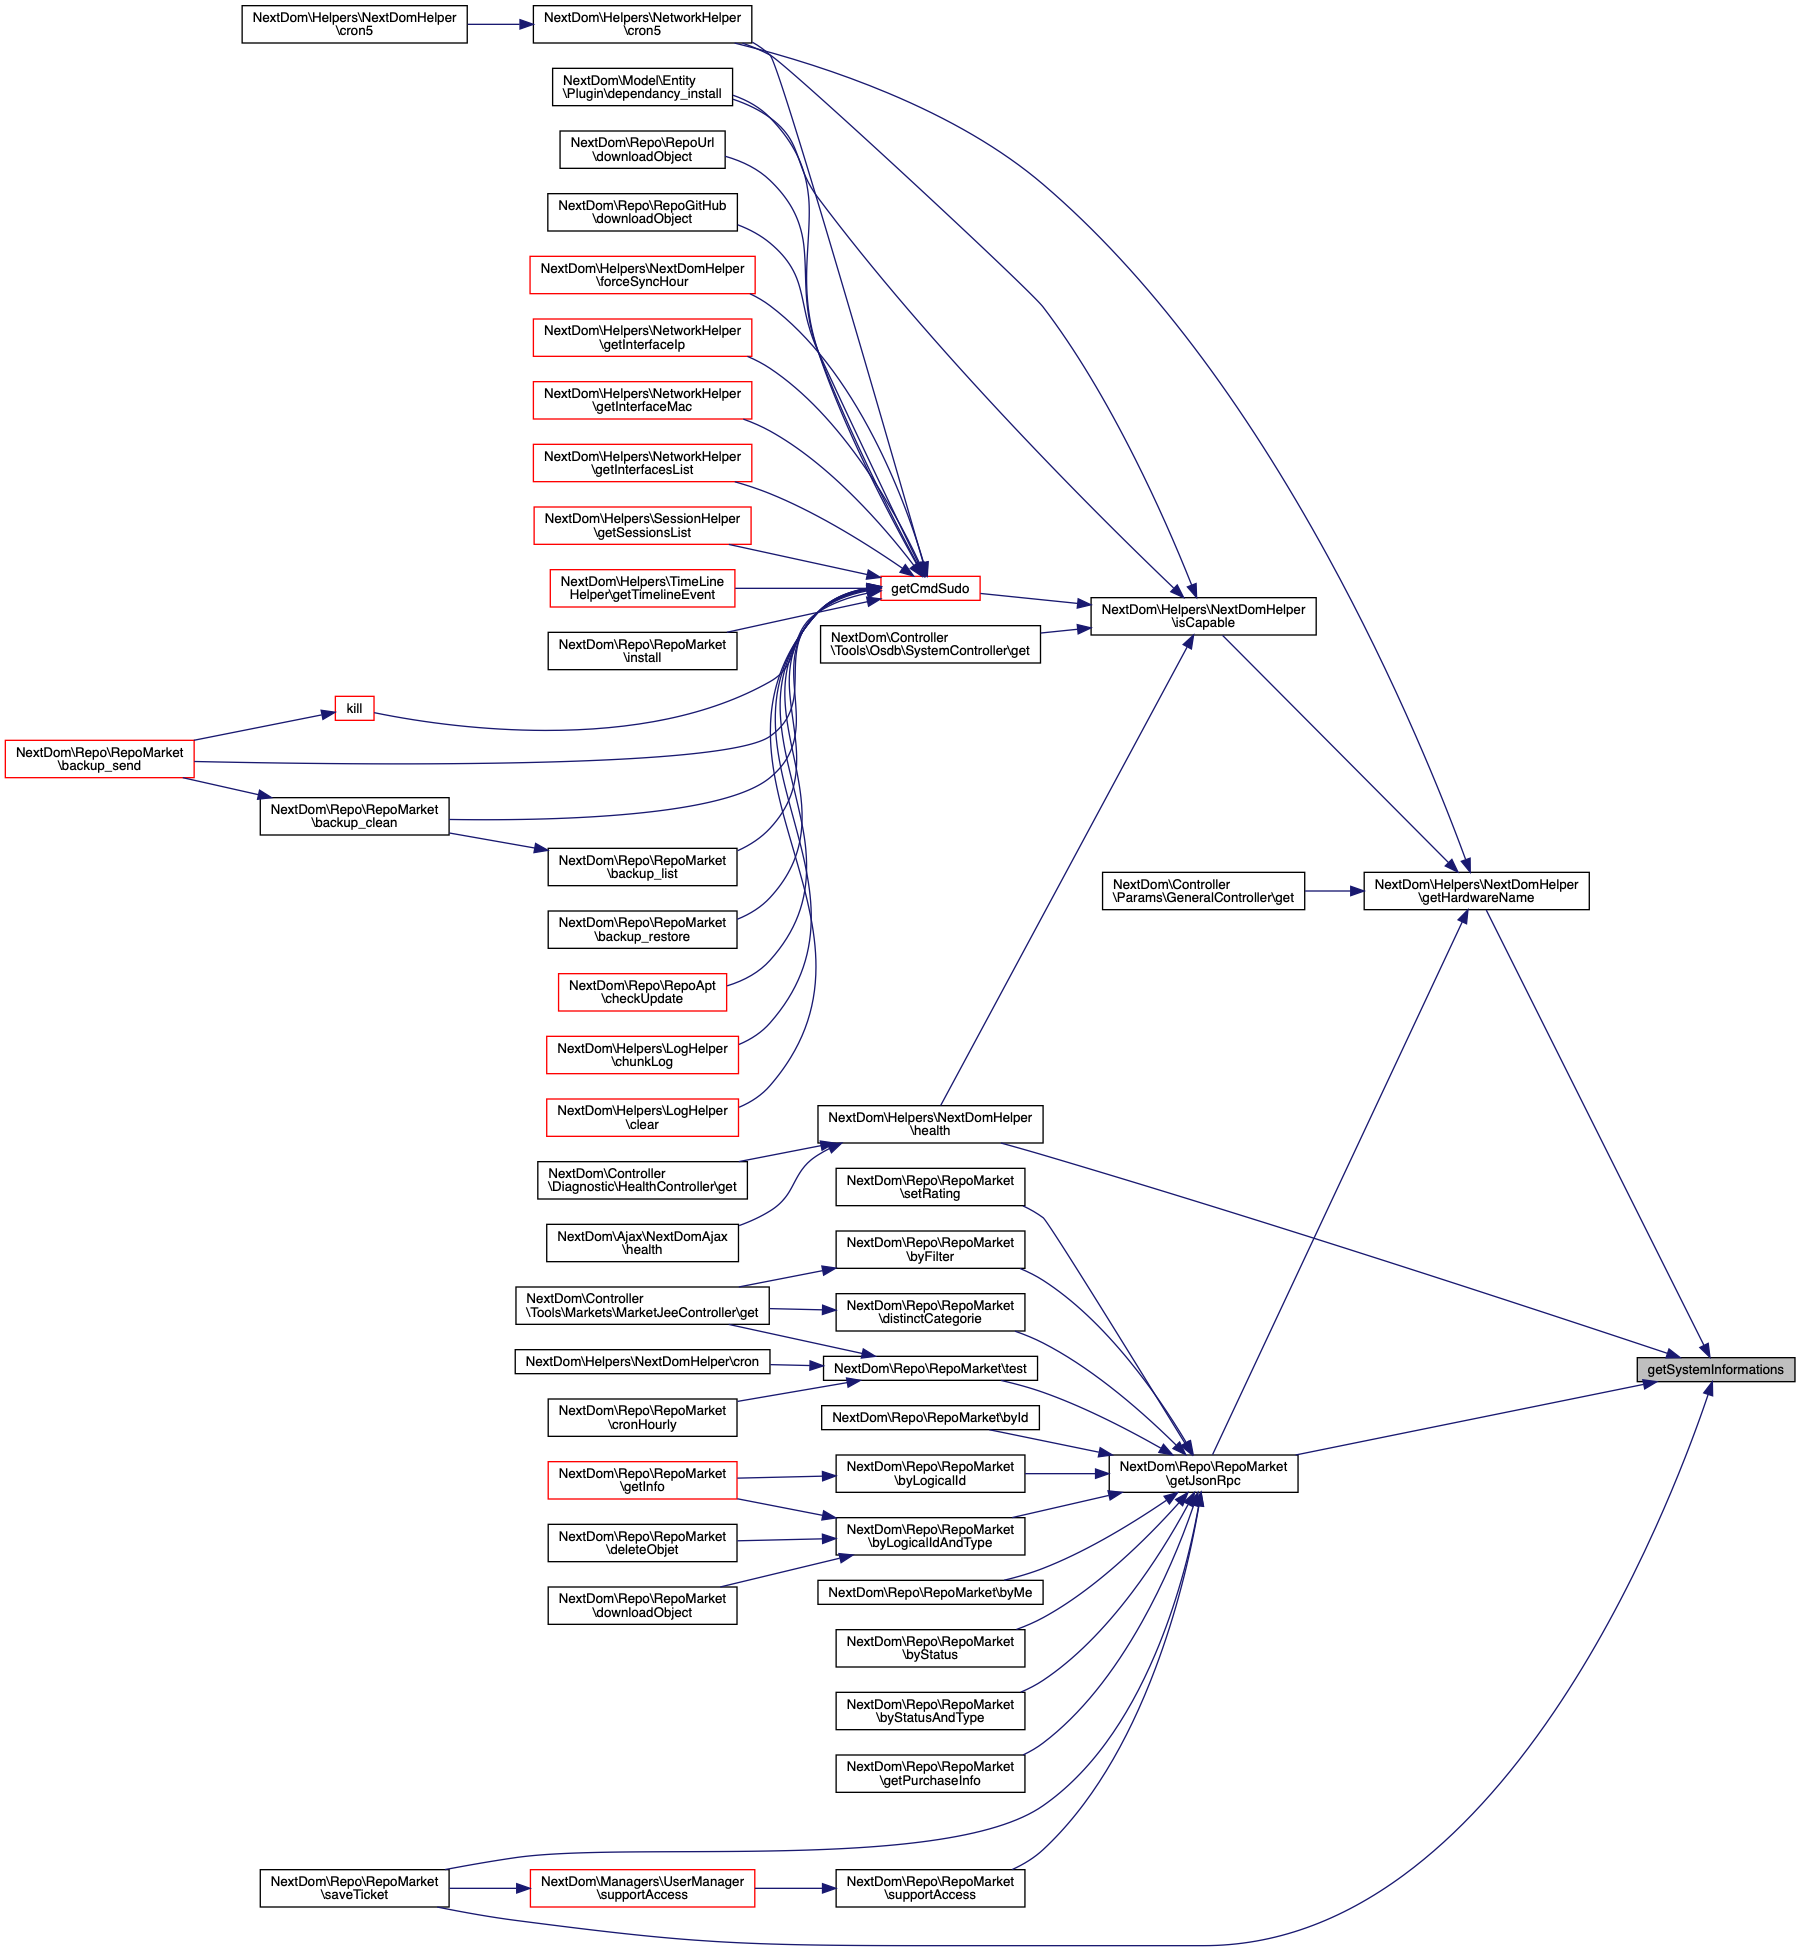 NextDom\Helpers\NextDomHelper
\cron5
NextDom\Helpers\NetworkHelper
\cron5
NextDom\Model\Entity
\Plugin\dependancy_install
NextDom\Repo\RepoUrl
\downloadObject
NextDom\Repo\RepoGitHub
\downloadObject
NextDom\Helpers\NextDomHelper
\forceSyncHour
NextDom\Helpers\NetworkHelper
\getInterfaceIp
NextDom\Helpers\NetworkHelper
\getInterfaceMac
NextDom\Helpers\NetworkHelper
\getInterfacesList
NextDom\Helpers\SessionHelper
\getSessionsList
NextDom\Helpers\TimeLine
Helper\getTimelineEvent
getCmdSudo
NextDom\Helpers\NextDomHelper
\isCapable
NextDom\Controller
\Tools\Osdb\SystemController\get
NextDom\Repo\RepoMarket
\install
kill
NextDom\Repo\RepoMarket
\backup_send
NextDom\Repo\RepoMarket
\backup_clean
NextDom\Repo\RepoMarket
\backup_list
NextDom\Controller
\Params\GeneralController\get
NextDom\Helpers\NextDomHelper
\getHardwareName
NextDom\Repo\RepoMarket
\backup_restore
NextDom\Repo\RepoApt
\checkUpdate
NextDom\Helpers\LogHelper
\chunkLog
NextDom\Helpers\LogHelper
\clear
NextDom\Helpers\NextDomHelper
\health
NextDom\Controller
\Diagnostic\HealthController\get
NextDom\Repo\RepoMarket
\setRating
NextDom\Ajax\NextDomAjax
\health
NextDom\Repo\RepoMarket
\byFilter
NextDom\Controller
\Tools\Markets\MarketJeeController\get
NextDom\Repo\RepoMarket
\distinctCategorie
NextDom\Helpers\NextDomHelper\cron
NextDom\Repo\RepoMarket\test
getSystemInformations
NextDom\Repo\RepoMarket
\cronHourly
NextDom\Repo\RepoMarket\byId
NextDom\Repo\RepoMarket
\getInfo
NextDom\Repo\RepoMarket
\byLogicalId
NextDom\Repo\RepoMarket
\getJsonRpc
NextDom\Repo\RepoMarket
\deleteObjet
NextDom\Repo\RepoMarket
\byLogicalIdAndType
NextDom\Repo\RepoMarket
\downloadObject
NextDom\Repo\RepoMarket\byMe
NextDom\Repo\RepoMarket
\byStatus
NextDom\Repo\RepoMarket
\byStatusAndType
NextDom\Repo\RepoMarket
\getPurchaseInfo
NextDom\Repo\RepoMarket
\saveTicket
NextDom\Managers\UserManager
\supportAccess
NextDom\Repo\RepoMarket
\supportAccess